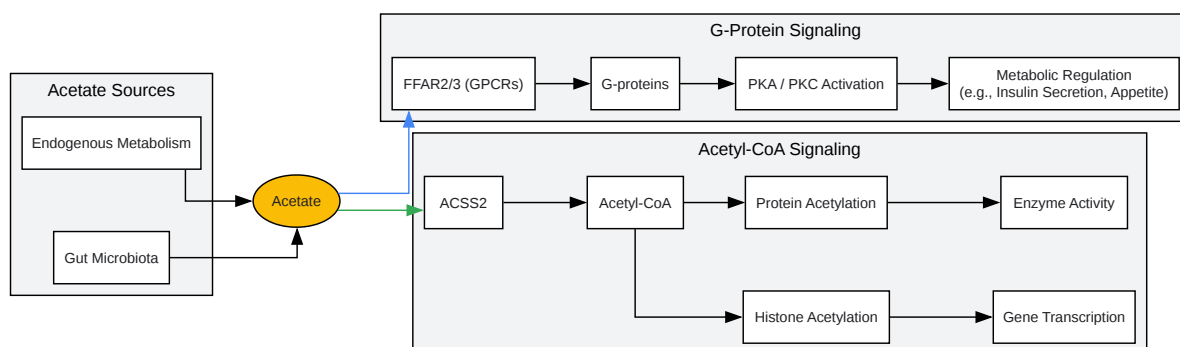 G-Protein Signaling
FFAR2/3 (GPCRs)
G-proteins
PKA / PKC Activation
Metabolic Regulation
(e.g., Insulin Secretion, Appetite)
Acetate Sources
Endogenous Metabolism
Gut Microbiota
Acetate
Acetyl-CoA Signaling
ACSS2
Acetyl-CoA
Protein Acetylation
Enzyme Activity
Histone Acetylation
Gene Transcription